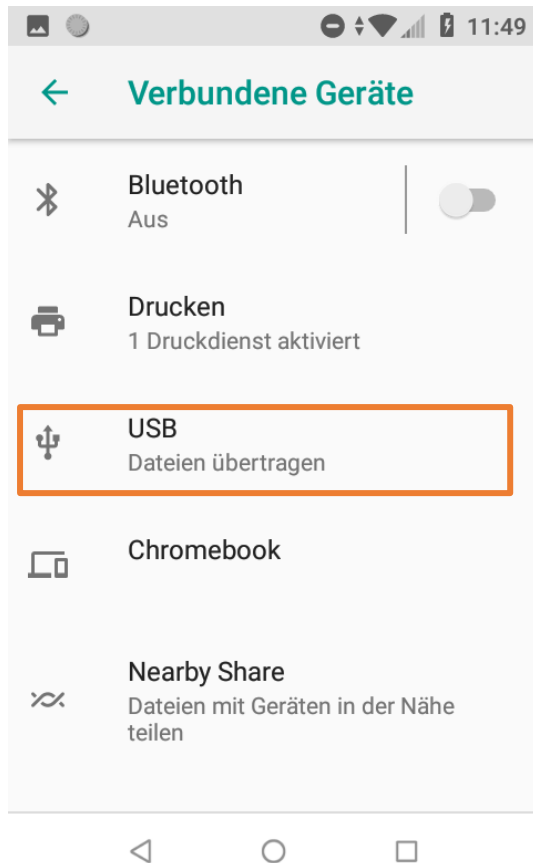 11:49
Verbundene Geräte
Bluetooth
Aus
Drucken
1 Druckdienst aktiviert
USB
Dateien übertragen
Chromebook
Nearby Share
Dateien mit Geräten in der Nähe
teilen